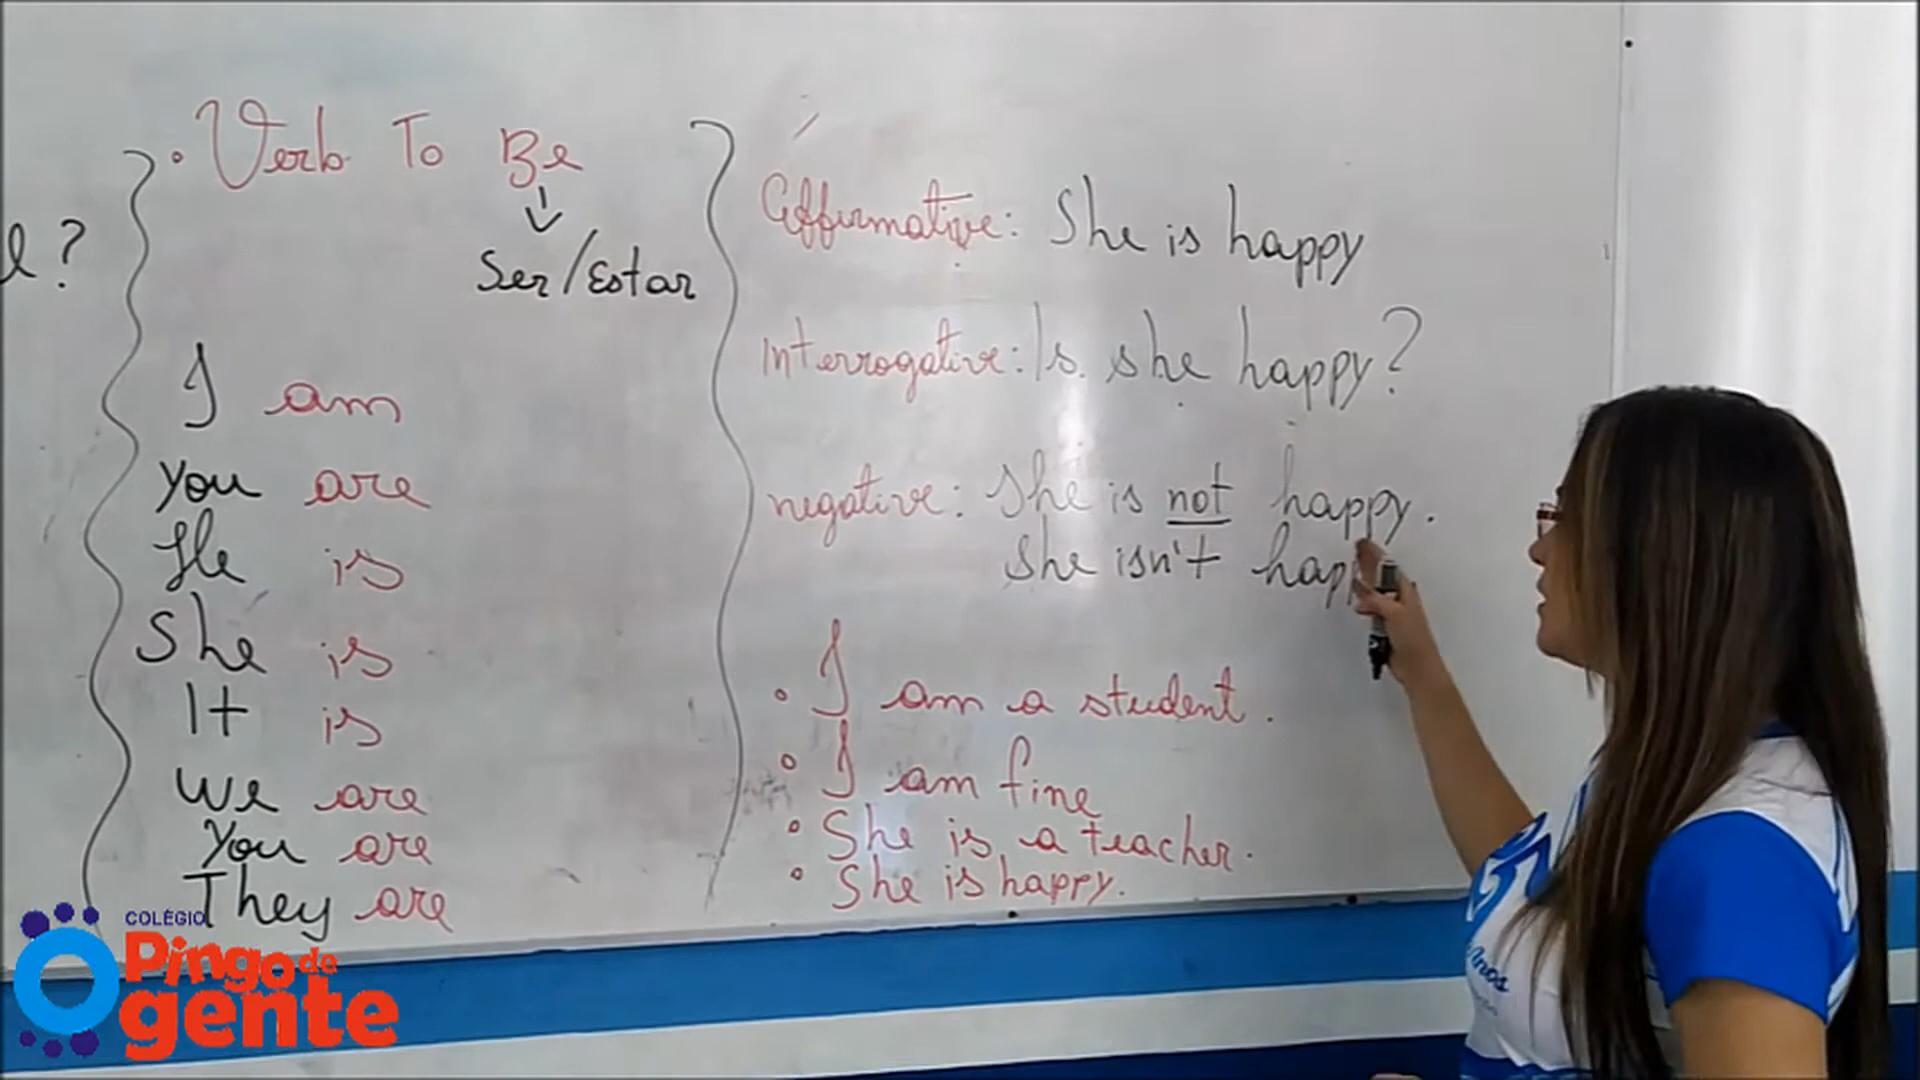 • Verb To Be
Ser/Estar
I am
You are
He is
She is
It is
We are
You are
They are
Affirmative: She is happy
Interrogative: Is she happy?
negative: She is not happy.
She isn't
• I am a student.
• I am fine
• She is a teacher.
• She is happy.
COLÉGIO
Pingo de
gente
Anos